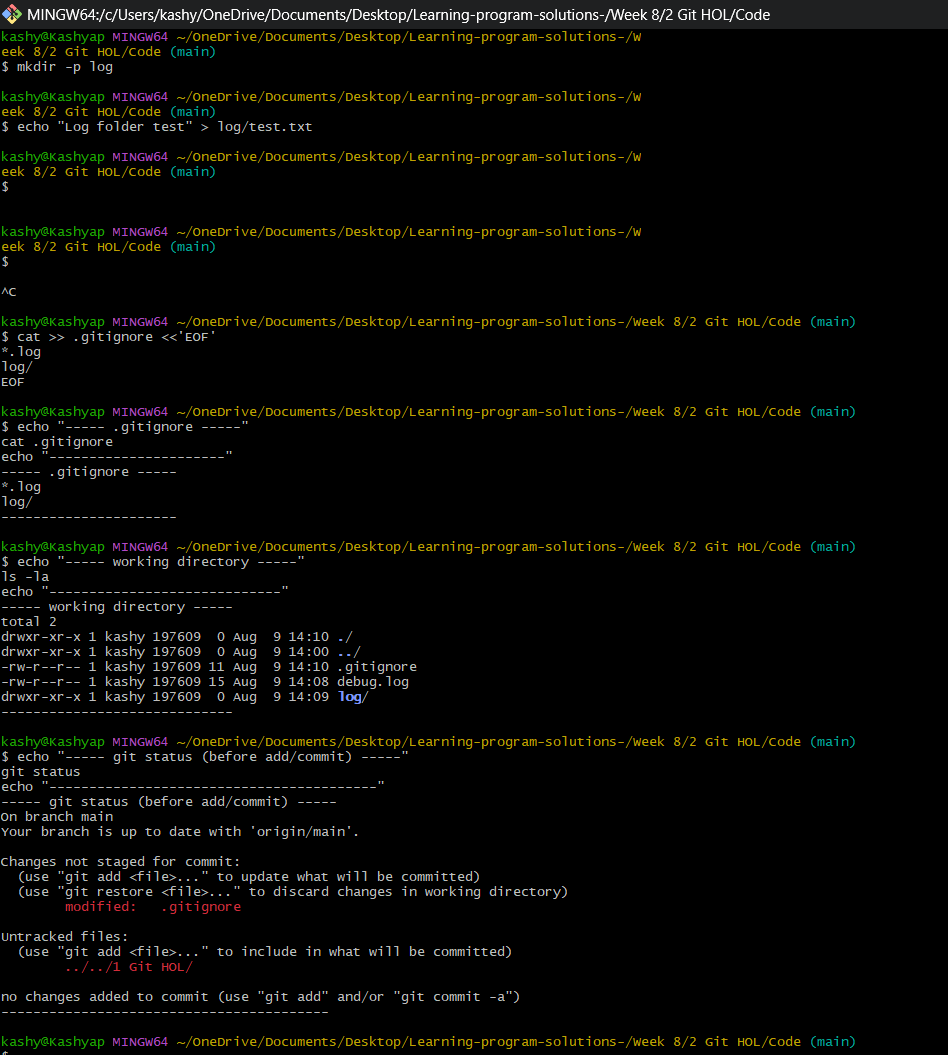 MINGW64:/c/Users/kashy/OneDrive/Documents/Desktop/Learning-program-solutions-/Week 8/2 Git HOL/Code
kashy@Kashyap MINGW64 ~/OneDrive/Documents/Desktop/Learning-program-solutions-/W
eek 8/2 Git HOL/Code (main)
$ mkdir -p log
kashy@Kashyap MINGW64 ~/OneDrive/Documents/Desktop/Learning-program-solutions-/W
eek 8/2 Git HOL/Code (main)
$ echo "Log folder test" > log/test.txt
kashy@Kashyap MINGW64 ~/OneDrive/Documents/Desktop/Learning-program-solutions-/W
eek 8/2 Git HOL/Code (main)
$
kashy@Kashyap MINGW64 ~/OneDrive/Documents/Desktop/Learning-program-solutions-/W
eek 8/2 Git HOL/Code (main)
$
^C
kashy@Kashyap MINGW64 ~/OneDrive/Documents/Desktop/Learning-program-solutions-/Week 8/2 Git HOL/Code (main)
$ cat >> .gitignore <<'EOF'
*.log
log/
EOF
kashy@Kashyap MINGW64 ~/OneDrive/Documents/Desktop/Learning-program-solutions-/Week 8/2 Git HOL/Code (main)
$ echo "----- .gitignore -----"
cat .gitignore
echo "----------------------"
----- .gitignore -----
*.log
log/
----------------------
kashy@Kashyap MINGW64 ~/OneDrive/Documents/Desktop/Learning-program-solutions-/Week 8/2 Git HOL/Code (main)
$ echo "----- working directory -----"
ls -la
echo "-----------------------------"
----- working directory -----
total 2
drwxr-xr-x 1 kashy 197609  0 Aug  9 14:10 ./
drwxr-xr-x 1 kashy 197609  0 Aug  9 14:00 ../
-rw-r--r-- 1 kashy 197609 11 Aug  9 14:10 .gitignore
-rw-r--r-- 1 kashy 197609 15 Aug  9 14:08 debug.log
drwxr-xr-x 1 kashy 197609  0 Aug  9 14:09 log/
-----------------------------
kashy@Kashyap MINGW64 ~/OneDrive/Documents/Desktop/Learning-program-solutions-/Week 8/2 Git HOL/Code (main)
$ echo "----- git status (before add/commit) -----"
git status
echo "-----------------------------------------"
----- git status (before add/commit) -----
On branch main
Your branch is up to date with 'origin/main'.
Changes not staged for commit:
  (use "git add <file>..." to update what will be committed)
  (use "git restore <file>..." to discard changes in working directory)
        modified:   .gitignore
Untracked files:
  (use "git add <file>..." to include in what will be committed)
        ../../1 Git HOL/
no changes added to commit (use "git add" and/or "git commit -a")
-----------------------------------------
kashy@Kashyap MINGW64 ~/OneDrive/Documents/Desktop/Learning-program-solutions-/Week 8/2 Git HOL/Code (main)
$